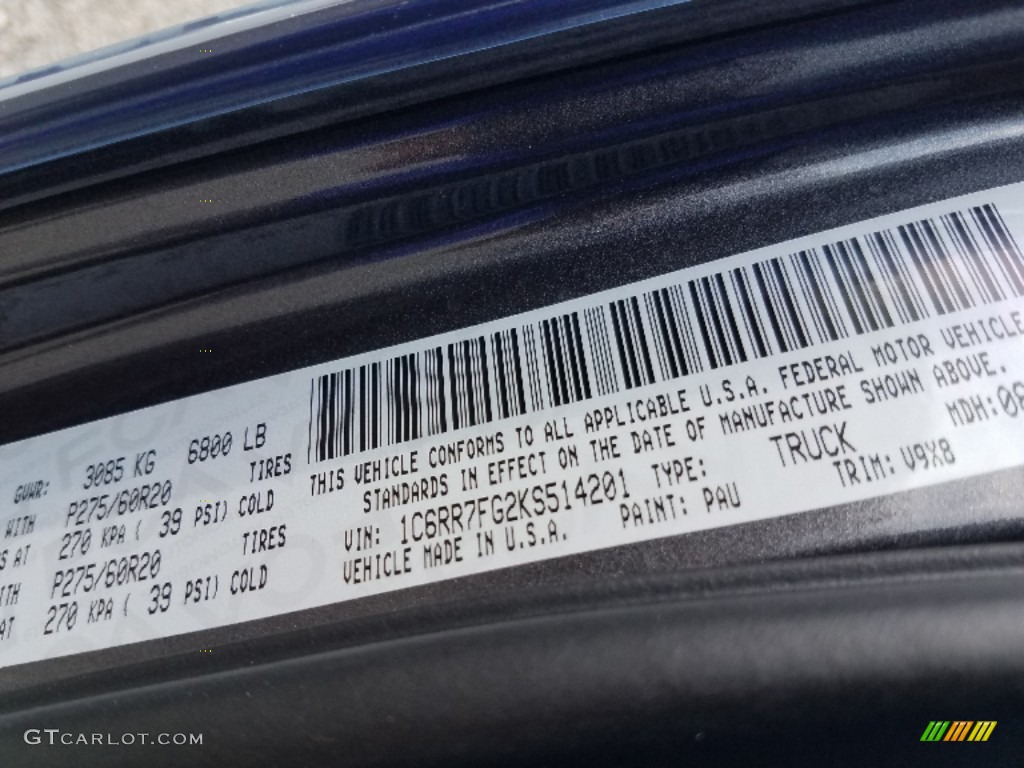 GVWR: 3085 KG 6800 LB
WITH P275/60R20 TIRES
S AT 270 KPA ( 39 PSI) COLD
ITH P275/60R20 TIRES
AT 270 KPA ( 39 PSI) COLD
THIS VEHICLE CONFORMS TO ALL APPLICABLE U.S.A. FEDERAL MOTOR VEHICLE
STANDARDS IN EFFECT ON THE DATE OF MANUFACTURE SHOWN ABOVE.
VIN: 1C6RR7FG2KS514201 TYPE: TRUCK MDH:
VEHICLE MADE IN U.S.A. PAINT: PAU TRIM: V9X8
GTCARLOT.COM